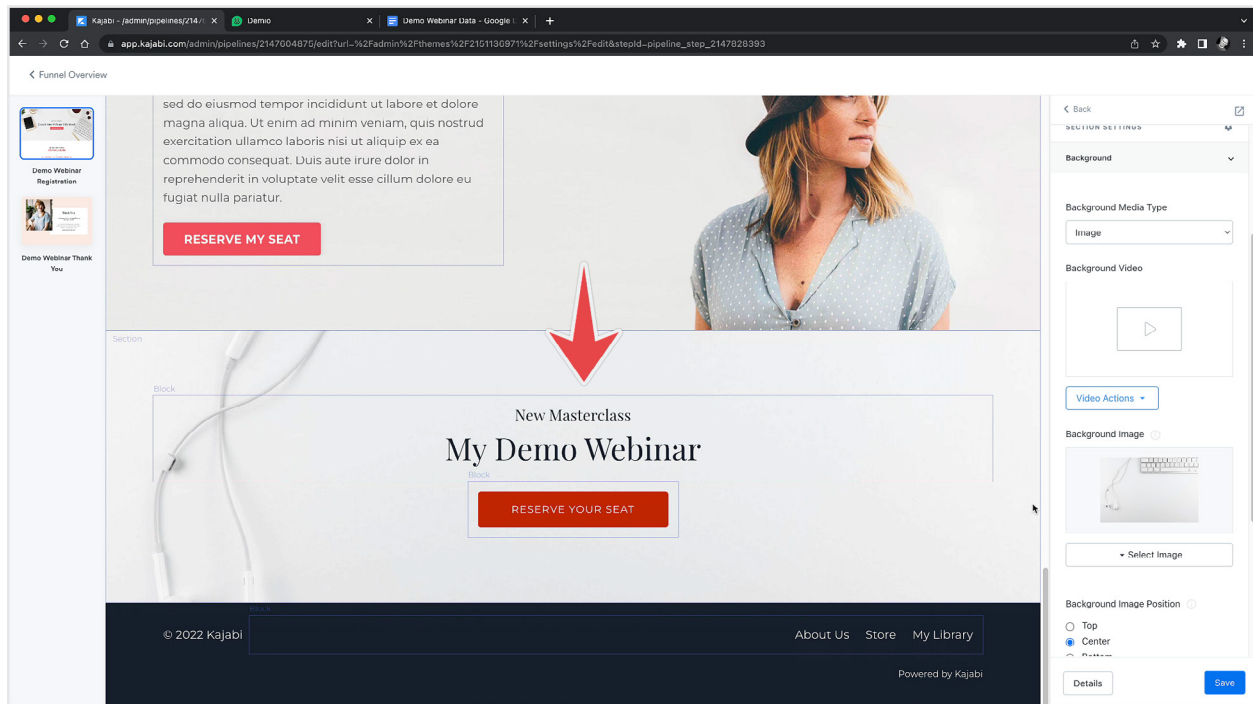 Kajabi - /admin/pipelines/2147
Demio
Demo Webinar Data - Google
app.kajabi.com/admin/pipelines/2147604875/edit?url=%2Fadmin%2Fthemes%2F2151130971%2Fsettings%2Fedit&stepId=pipeline_step_2147828393
Funnel Overview
Demo Webinar
Registration
Demo Webinar Thank
You
sed do eiusmod tempor incididunt ut labore et dolore
magna aliqua. Ut enim ad minim veniam, quis nostrud
exercitation ullamco laboris nisi ut aliquip ex ea
commodo consequat. Duis aute irure dolor in
reprehenderit in voluptate velit esse cillum dolore eu
fugiat nulla pariatur.
RESERVE MY SEAT
Section
Block
New Masterclass
My Demo Webinar
Block
RESERVE YOUR SEAT
Block
© 2022 Kajabi
About Us Store My Library
Powered by Kajabi
Back
SECTION SETTINGS
Background
Background Media Type
Image
Background Video
Video Actions
Background Image
Select Image
Background Image Position
Top
Center
Bottom
Details
Save